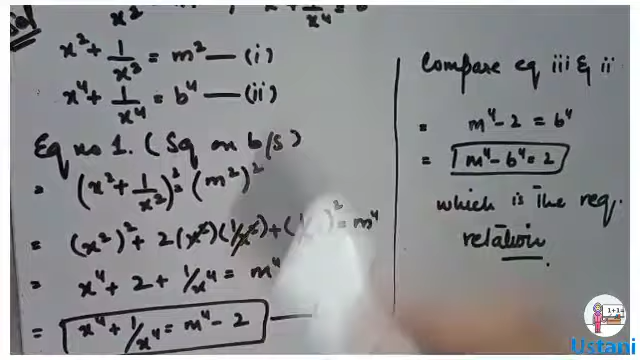 x² + 1/x² = m² — (i)
x⁴ + 1/x⁴ = b⁴ — (ii)
Eq no 1. (Sq on b/s)
= (x² + 1/x²)² = (m²)²
= (x²)² + 2(x²)(1/x²) + (1/ )² = m⁴
= x⁴ + 2 + 1/x⁴ = m⁴
= x⁴ + 1/x⁴ = m⁴ - 2 —
Compare eq iii & ii
= m⁴ - 2 = b⁴
= m⁴ - b⁴ = 2
which is the req.
relation.
1+1=
Ustani